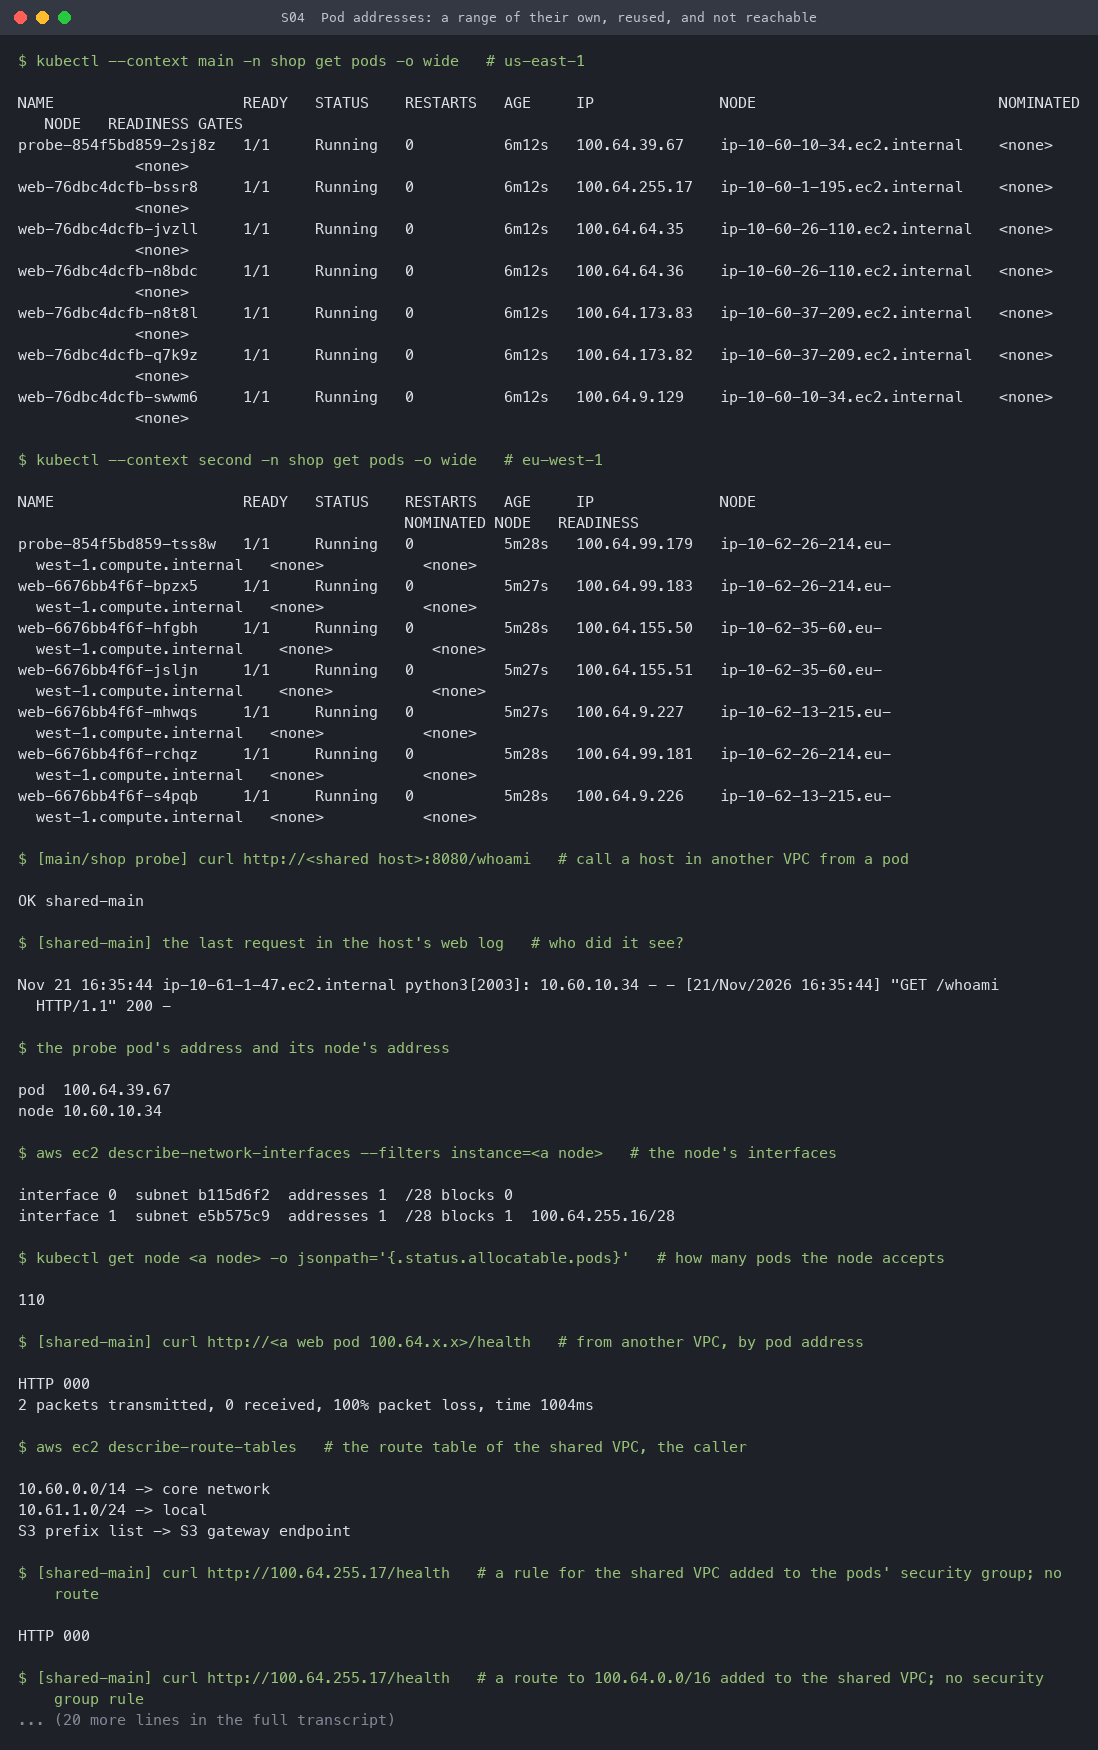 S04  Pod addresses: a range of their own, reused, and not reachable
$ kubectl --context main -n shop get pods -o wide   # us-east-1
NAME                     READY   STATUS    RESTARTS   AGE     IP              NODE                           NOMINATED
   NODE   READINESS GATES
probe-854f5bd859-2sj8z   1/1     Running   0          6m12s   100.64.39.67    ip-10-60-10-34.ec2.internal    <none>
             <none>
web-76dbc4dcfb-bssr8     1/1     Running   0          6m12s   100.64.255.17   ip-10-60-1-195.ec2.internal    <none>
             <none>
web-76dbc4dcfb-jvzll     1/1     Running   0          6m12s   100.64.64.35    ip-10-60-26-110.ec2.internal   <none>
             <none>
web-76dbc4dcfb-n8bdc     1/1     Running   0          6m12s   100.64.64.36    ip-10-60-26-110.ec2.internal   <none>
             <none>
web-76dbc4dcfb-n8t8l     1/1     Running   0          6m12s   100.64.173.83   ip-10-60-37-209.ec2.internal   <none>
             <none>
web-76dbc4dcfb-q7k9z     1/1     Running   0          6m12s   100.64.173.82   ip-10-60-37-209.ec2.internal   <none>
             <none>
web-76dbc4dcfb-swwm6     1/1     Running   0          6m12s   100.64.9.129    ip-10-60-10-34.ec2.internal    <none>
             <none>
$ kubectl --context second -n shop get pods -o wide   # eu-west-1
NAME                     READY   STATUS    RESTARTS   AGE     IP              NODE
                                           NOMINATED NODE   READINESS
probe-854f5bd859-tss8w   1/1     Running   0          5m28s   100.64.99.179   ip-10-62-26-214.eu-
  west-1.compute.internal   <none>           <none>
web-6676bb4f6f-bpzx5     1/1     Running   0          5m27s   100.64.99.183   ip-10-62-26-214.eu-
  west-1.compute.internal   <none>           <none>
web-6676bb4f6f-hfgbh     1/1     Running   0          5m28s   100.64.155.50   ip-10-62-35-60.eu-
  west-1.compute.internal    <none>           <none>
web-6676bb4f6f-jsljn     1/1     Running   0          5m27s   100.64.155.51   ip-10-62-35-60.eu-
  west-1.compute.internal    <none>           <none>
web-6676bb4f6f-mhwqs     1/1     Running   0          5m27s   100.64.9.227    ip-10-62-13-215.eu-
  west-1.compute.internal   <none>           <none>
web-6676bb4f6f-rchqz     1/1     Running   0          5m28s   100.64.99.181   ip-10-62-26-214.eu-
  west-1.compute.internal   <none>           <none>
web-6676bb4f6f-s4pqb     1/1     Running   0          5m28s   100.64.9.226    ip-10-62-13-215.eu-
  west-1.compute.internal   <none>           <none>
$ [main/shop probe] curl http://<shared host>:8080/whoami   # call a host in another VPC from a pod
OK shared-main
$ [shared-main] the last request in the host's web log   # who did it see?
Nov 21 16:35:44 ip-10-61-1-47.ec2.internal python3[2003]: 10.60.10.34 - - [21/Nov/2026 16:35:44] "GET /whoami
  HTTP/1.1" 200 -
$ the probe pod's address and its node's address
pod  100.64.39.67
node 10.60.10.34
$ aws ec2 describe-network-interfaces --filters instance=<a node>   # the node's interfaces
interface 0  subnet b115d6f2  addresses 1  /28 blocks 0
interface 1  subnet e5b575c9  addresses 1  /28 blocks 1  100.64.255.16/28
$ kubectl get node <a node> -o jsonpath='{.status.allocatable.pods}'   # how many pods the node accepts
110
$ [shared-main] curl http://<a web pod 100.64.x.x>/health   # from another VPC, by pod address
HTTP 000
2 packets transmitted, 0 received, 100% packet loss, time 1004ms
$ aws ec2 describe-route-tables   # the route table of the shared VPC, the caller
10.60.0.0/14 -> core network
10.61.1.0/24 -> local
S3 prefix list -> S3 gateway endpoint
$ [shared-main] curl http://100.64.255.17/health   # a rule for the shared VPC added to the pods' security group; no
    route
HTTP 000
$ [shared-main] curl http://100.64.255.17/health   # a route to 100.64.0.0/16 added to the shared VPC; no security
    group rule
... (20 more lines in the full transcript)